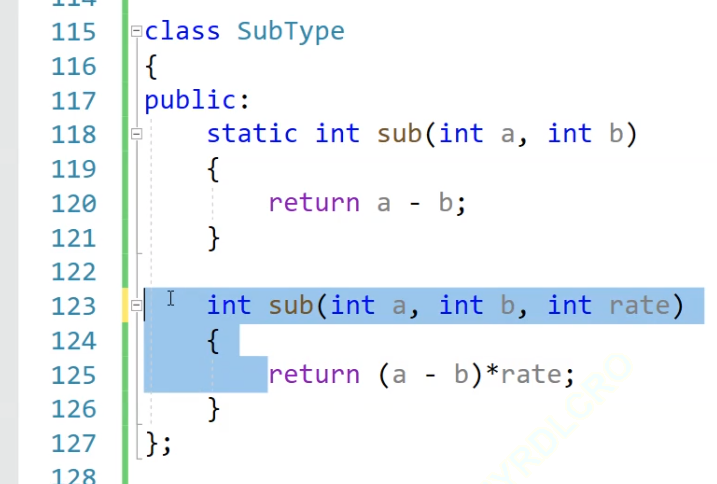 114
115 class SubType
116 {
117 public:
118 static int sub(int a, int b)
119 {
120 return a - b;
121 }
122
123 int sub(int a, int b, int rate)
124 {
125 return (a - b)*rate;
126 }
127 };
128